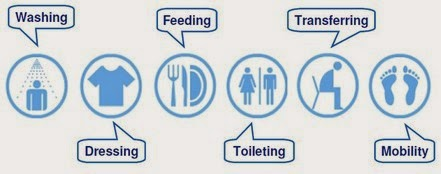 Washing
Feeding
Transferring
Dressing
Toileting
Mobility